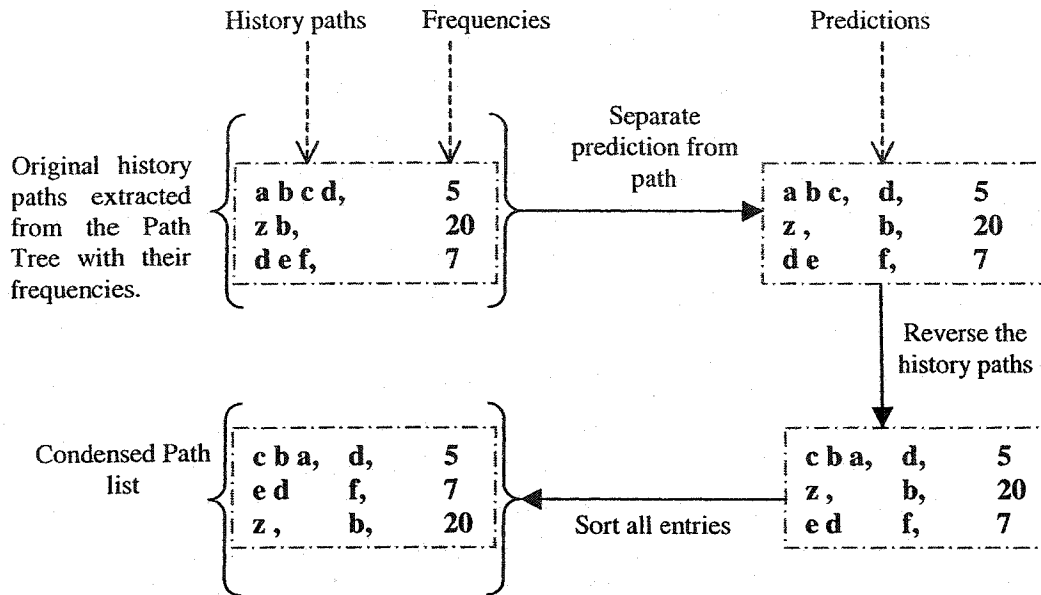 History paths
Frequencies
Predictions
Original history
paths extracted
from the Path
Tree with their
frequencies.
a b c d, 5
z b, 20
d e f, 7
Separate
prediction from
path
a b c, d, 5
z , b, 20
d e f, 7
Reverse the
history paths
c b a, d, 5
z , b, 20
e d f, 7
Sort all entries
Condensed Path
list
c b a, d, 5
e d f, 7
z , b, 20